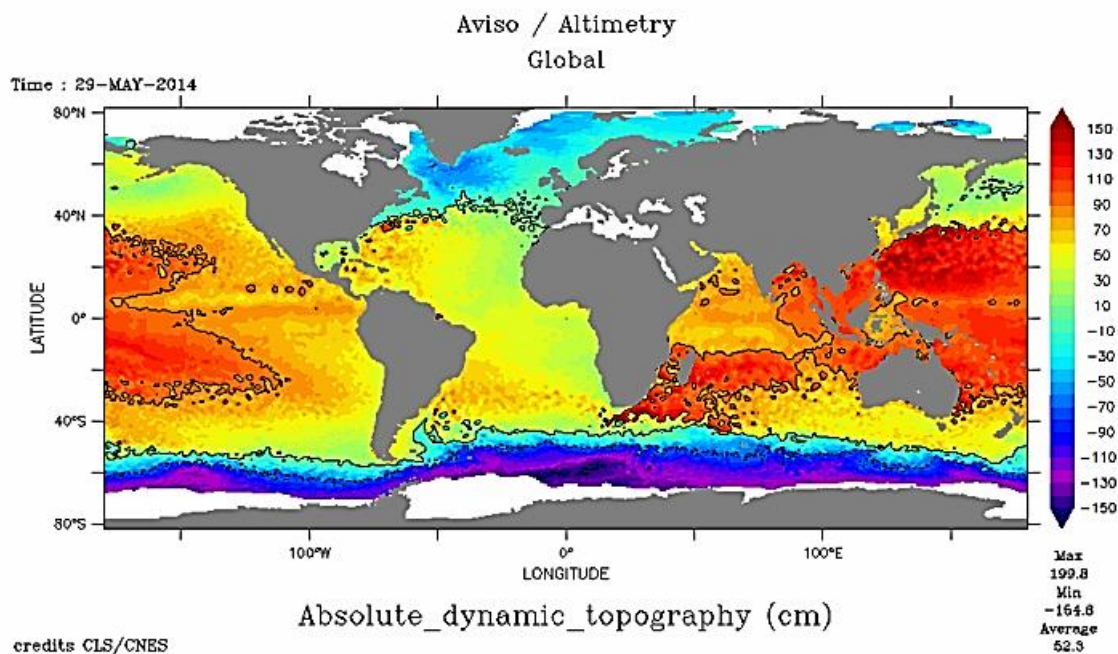 Aviso / Altimetry
Global
Time : 29-MAY-2014
80°N
40°N
0°
40°S
80°S
LATITUDE
100°W
0°
100°E
LONGITUDE
150
130
110
90
70
50
30
10
-10
-30
-50
-70
-90
-110
-130
-150
Max
199.8
Min
-164.6
Average
52.3
Absolute_dynamic_topography (cm)
credits CLS/CNES